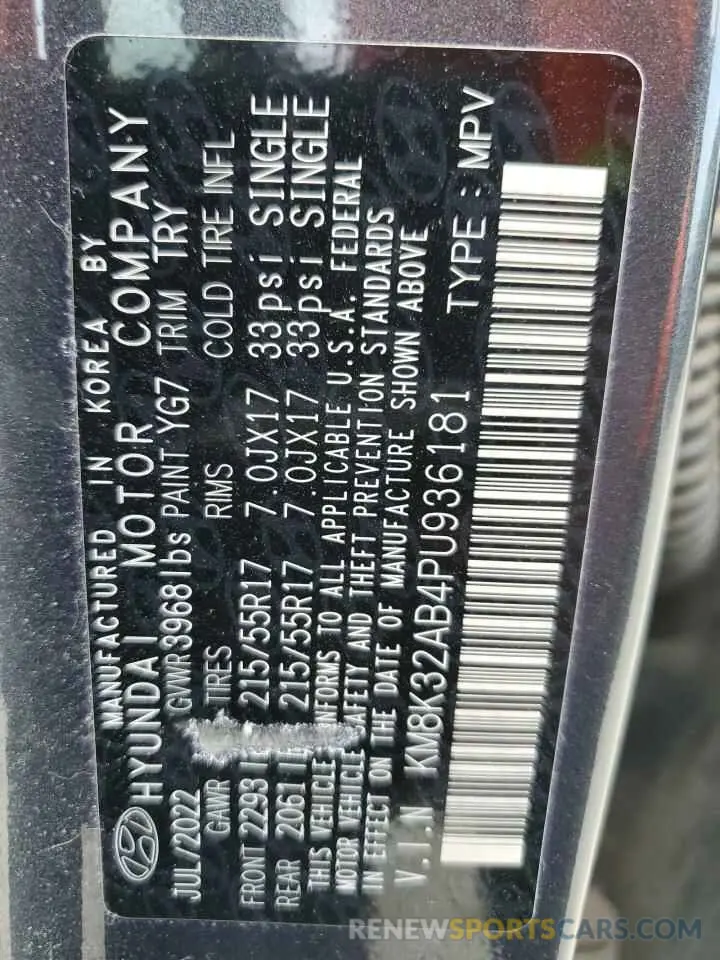 MANUFACTURED IN KOREA BY
HYUNDAI MOTOR COMPANY
JUL/2022 GVWR 3968 lbs PAINT YG7 TRIM TRY
GAWR TIRES RIMS COLD TIRE INFL
FRONT 2293 215/55R17 7.0JX17 33psi SINGLE
REAR 2061 215/55R17 7.0JX17 33psi SINGLE
THIS VEHICLE TO ALL APPLICABLE U.S.A. FEDERAL
MOTOR VEHICLE AND THEFT PREVENTION STANDARDS
IN EFFECT ON THE DATE OF MANUFACTURE SHOWN ABOVE
V.I.N KM8K32AB4PU936181 TYPE : MPV
RENEWSPORTSCARS.COM